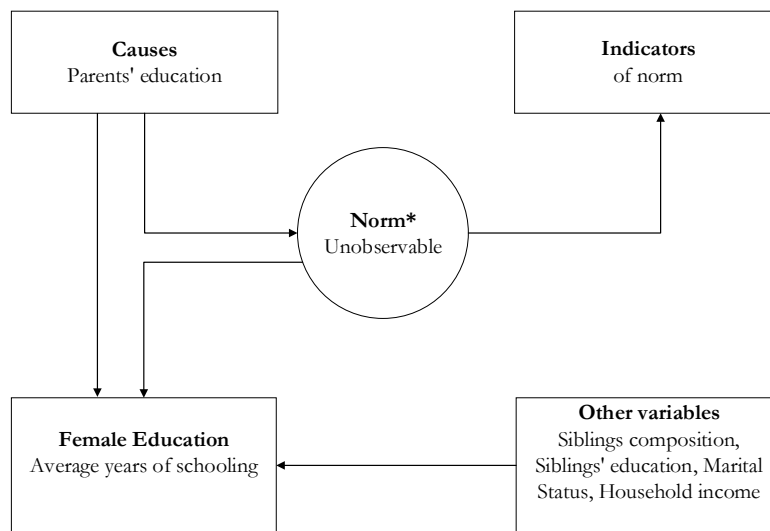 Causes
Parents' education
Indicators
of norm
Norm*
Unobservable
Female Education
Average years of schooling
Other variables
Siblings composition,
Siblings' education, Marital
Status, Household income